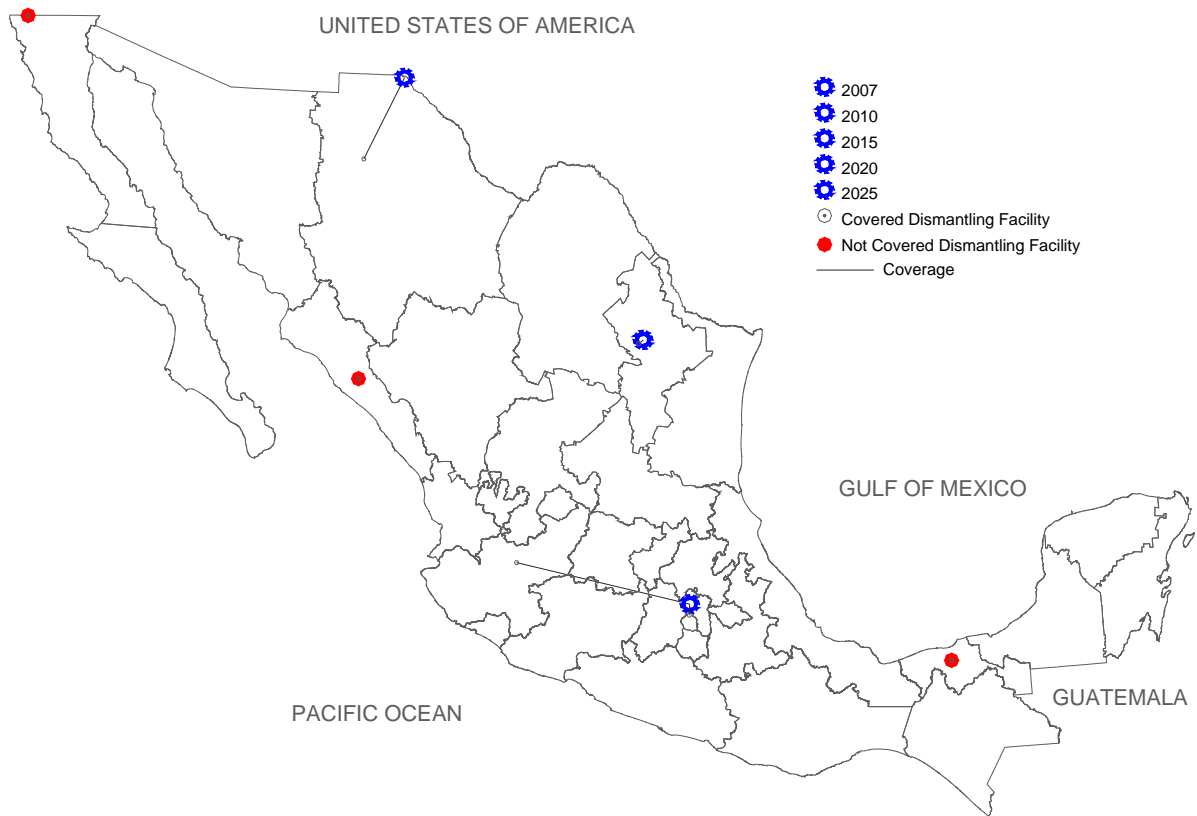 UNITED STATES OF AMERICA
2007
2010
2015
2020
2025
Covered Dismantling Facility
Not Covered Dismantling Facility
Coverage
GULF OF MEXICO
GUATEMALA
PACIFIC OCEAN